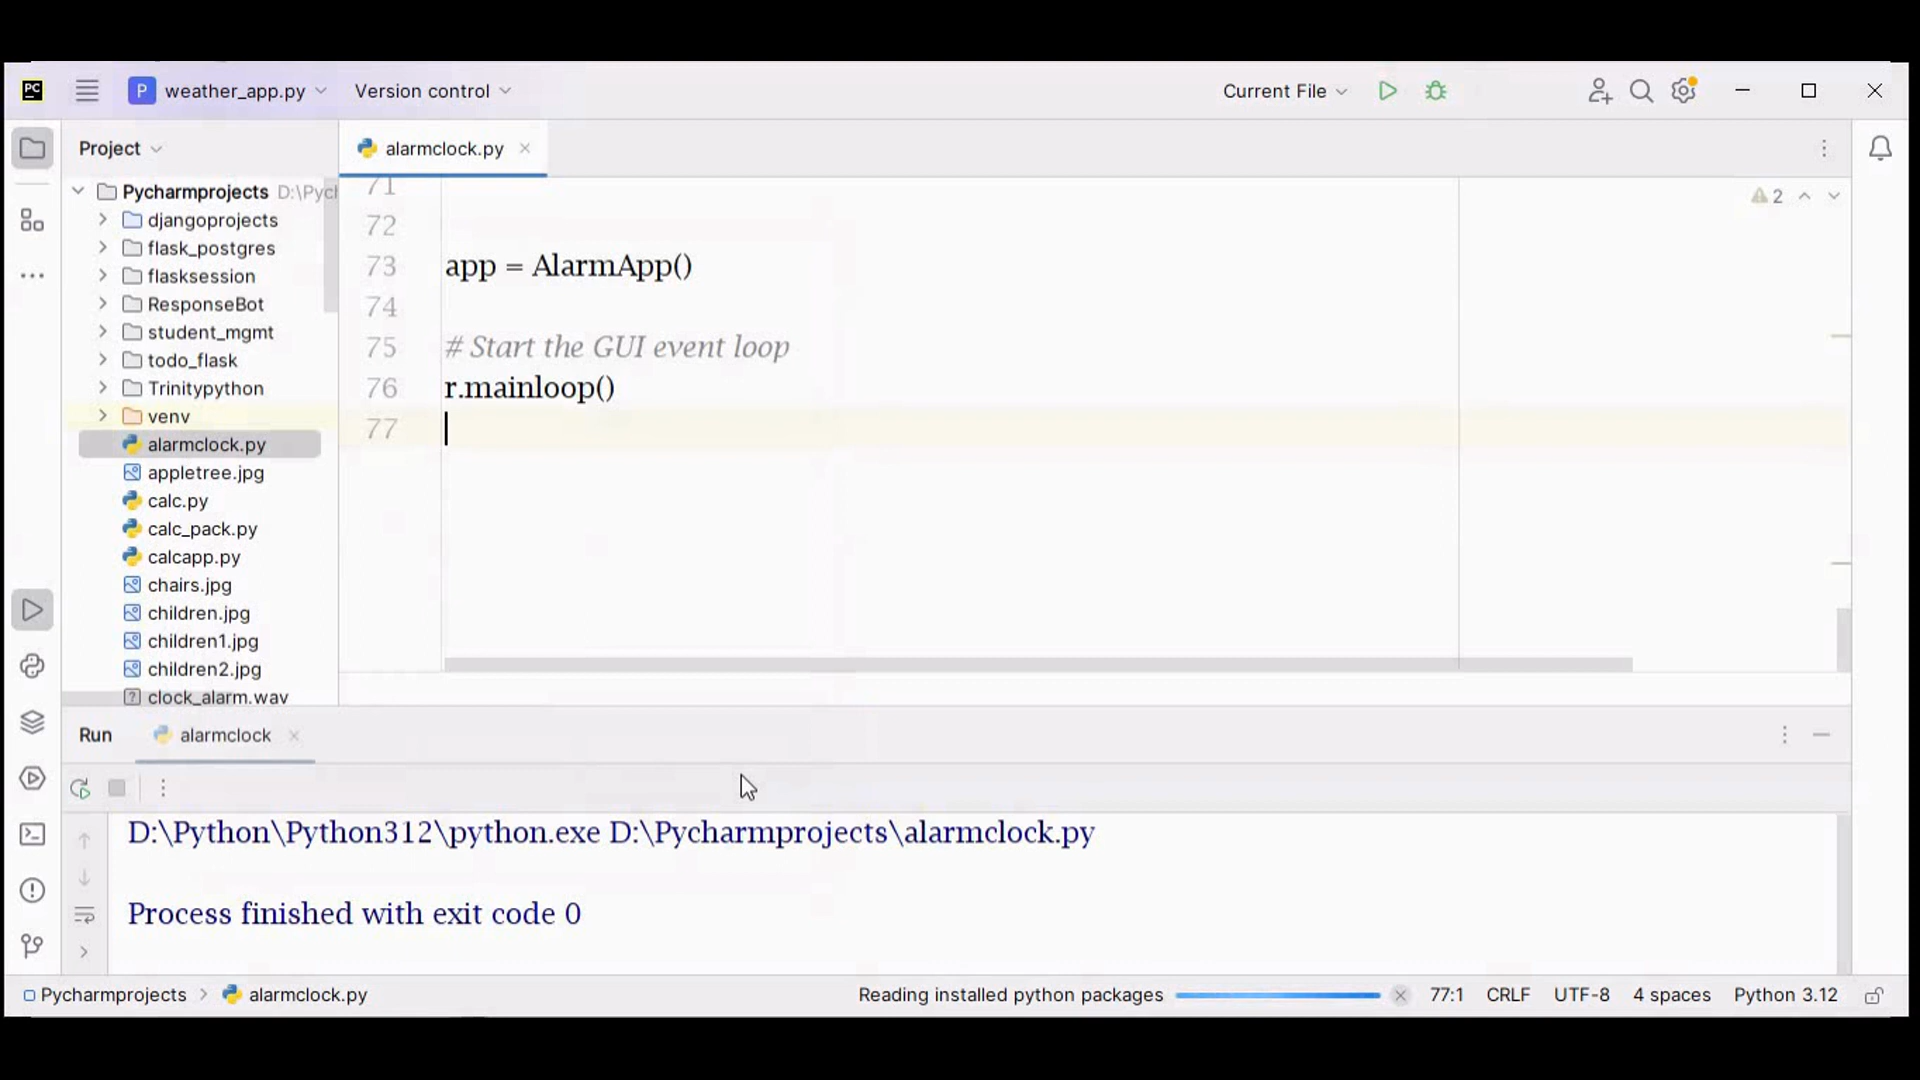 PC
P weather_app.py
Version control
Current File
Project
alarmclock.py
Pycharmprojects D:\Pych
djangoprojects
flask_postgres
flasksession
ResponseBot
student_mgmt
todo_flask
Trinitypython
venv
alarmclock.py
appletree.jpg
calc.py
calc_pack.py
calcapp.py
chairs.jpg
children.jpg
children1.jpg
children2.jpg
clock_alarm.wav
2
71
72
73 app = AlarmApp()
74
75 # Start the GUI event loop
76 r.mainloop()
77
Run
alarmclock
D:\Python\Python312\python.exe D:\Pycharmprojects\alarmclock.py
Process finished with exit code 0
Pycharmprojects > alarmclock.py
Reading installed python packages
77:1 CRLF UTF-8 4 spaces Python 3.12